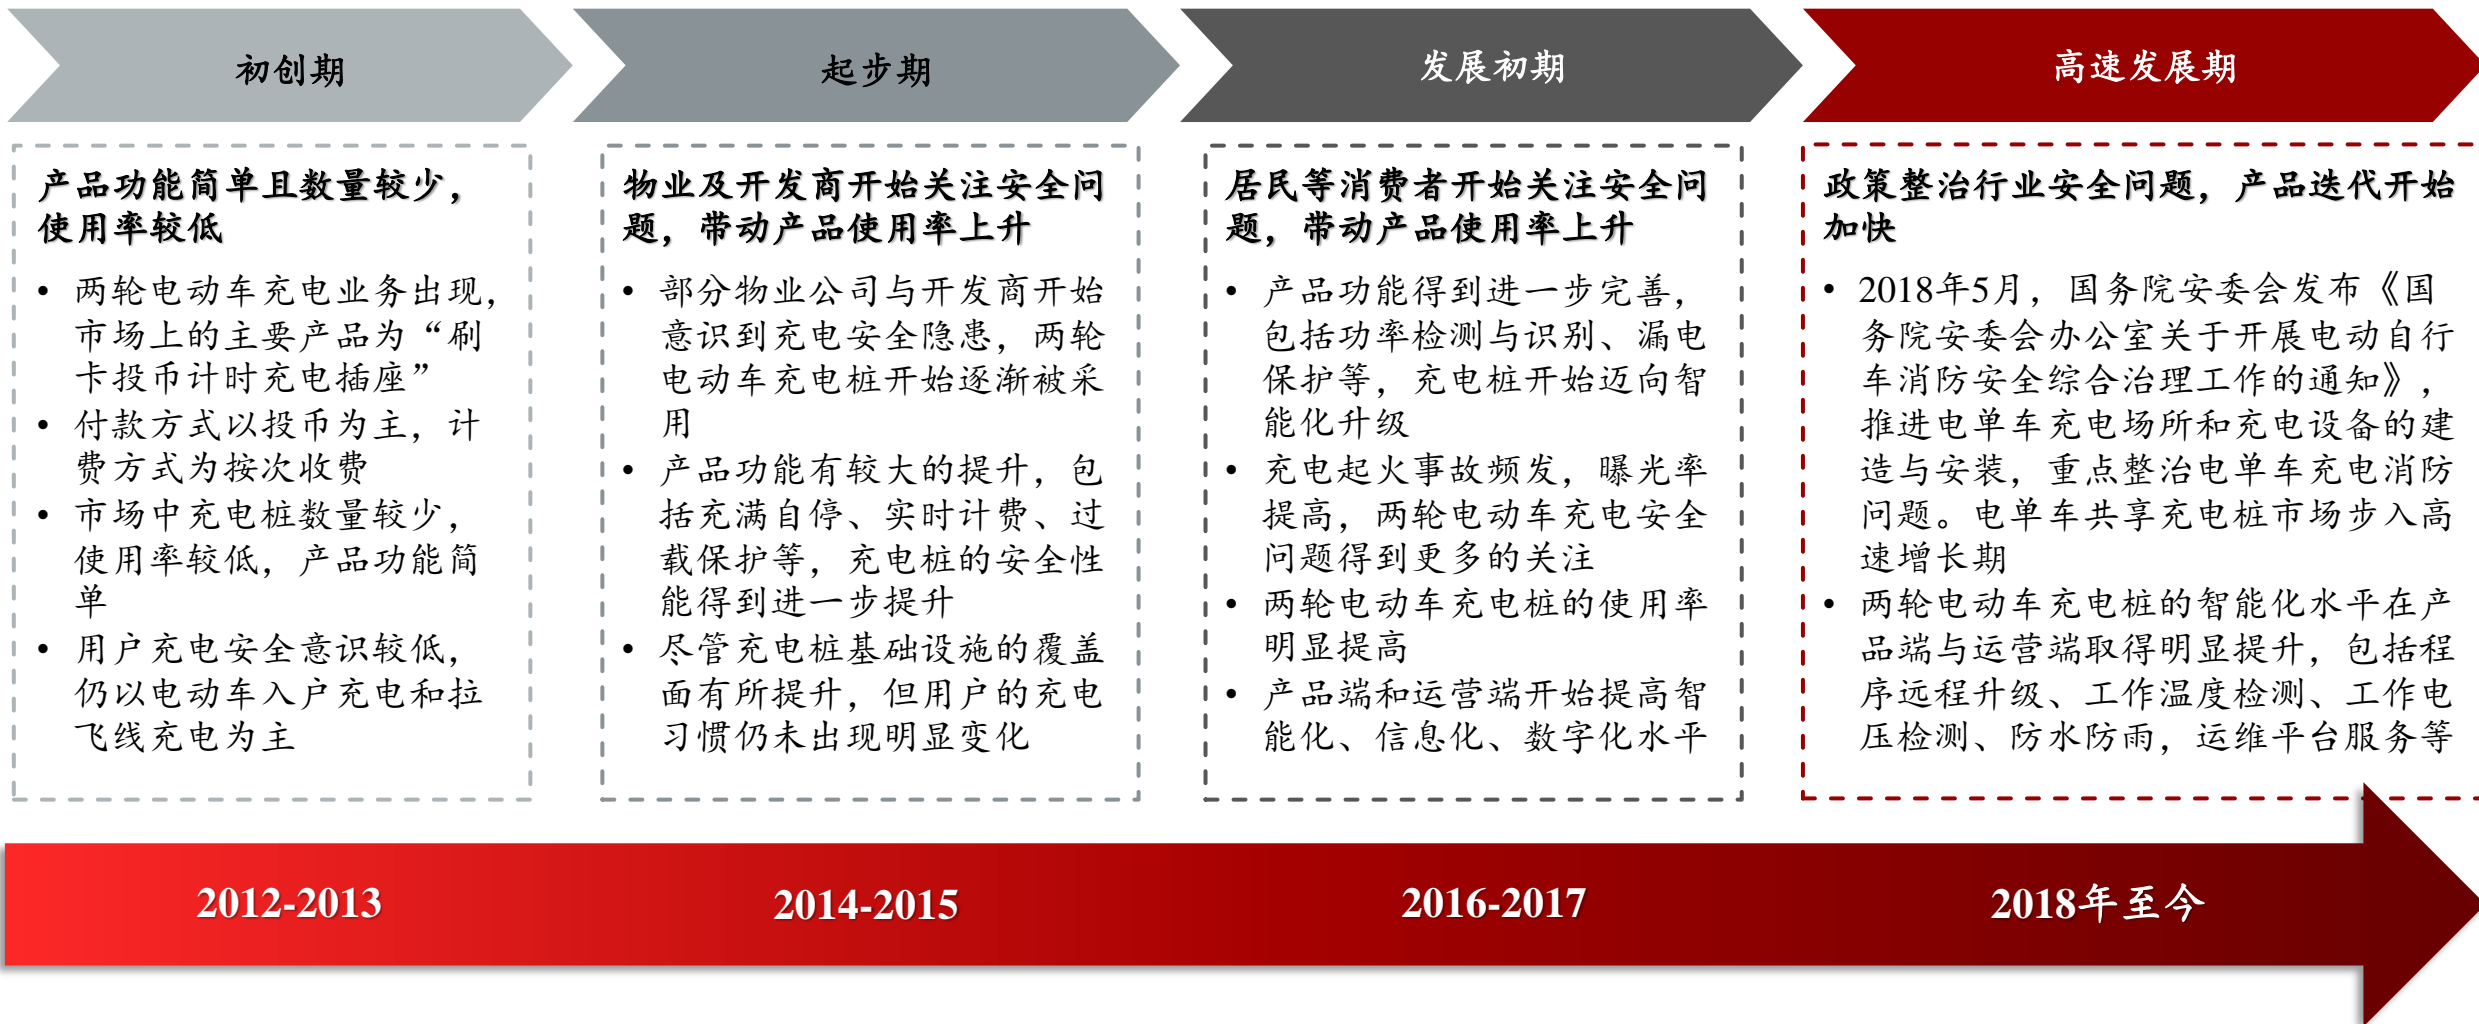 初创期
起步期
发展初期
高速发展期
产品功能简单且数量较少，
使用率较低
• 两轮电动车充电业务出现，
市场上的主要产品为“刷
卡投币计时充电插座”
• 付款方式以投币为主，计
费方式为按次收费
• 市场中充电桩数量较少，
使用率较低，产品功能简
单
• 用户充电安全意识较低，
仍以电动车入户充电和拉
飞线充电为主
物业及开发商开始关注安全问
题，带动产品使用率上升
• 部分物业公司与开发商开始
意识到充电安全隐患，两轮
电动车充电桩开始逐渐被采
用
• 产品功能有较大的提升，包
括充满自停、实时计费、过
载保护等，充电桩的安全性
能得到进一步提升
• 尽管充电桩基础设施的覆盖
面有所提升，但用户的充电
习惯仍未出现明显变化
居民等消费者开始关注安全问
题，带动产品使用率上升
• 产品功能得到进一步完善，
包括功率检测与识别、漏电
保护等，充电桩开始迈向智
能化升级
• 充电起火事故频发，曝光率
提高，两轮电动车充电安全
问题得到更多的关注
• 两轮电动车充电桩的使用率
明显提高
• 产品端和运营端开始提高智
能化、信息化、数字化水平
政策整治行业安全问题，产品迭代开始
加快
• 2018年5月，国务院安委会发布《国
务院安委会办公室关于开展电动自行
车消防安全综合治理工作的通知》，
推进电单车充电场所和充电设备的建
造与安装，重点整治电单车充电消防
问题。电单车共享充电桩市场步入高
速增长期
• 两轮电动车充电桩的智能化水平在产
品端与运营端取得明显提升，包括程
序远程升级、工作温度检测、工作电
压检测、防水防雨，运维平台服务等
2012-2013
2014-2015
2016-2017
2018年至今